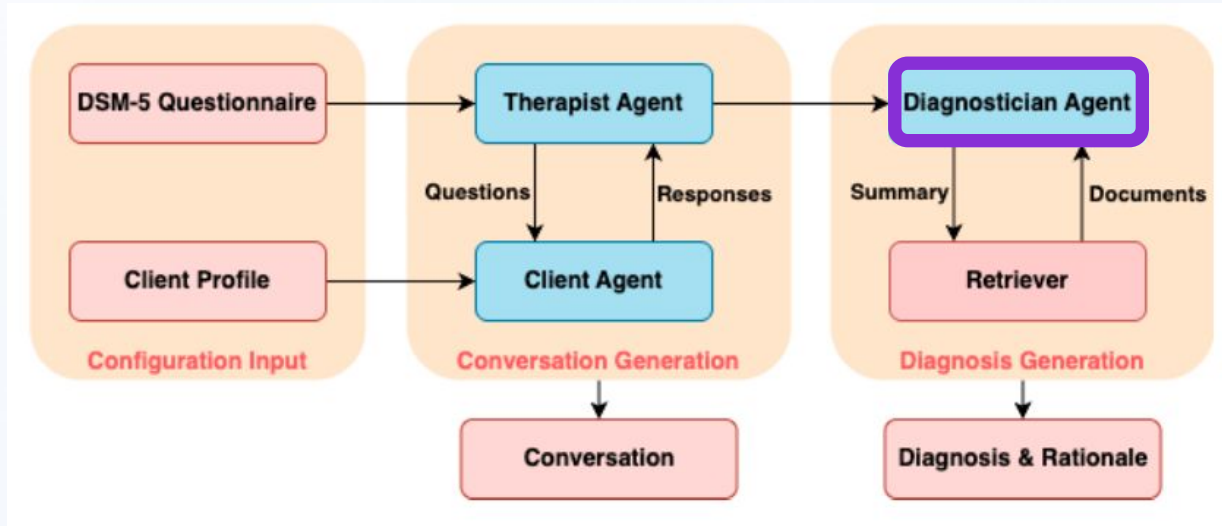 DSM-5 Questionnaire
Therapist Agent
Diagnostician Agent
Questions
Responses
Summary
Documents
Client Profile
Client Agent
Retriever
Configuration Input
Conversation Generation
Diagnosis Generation
Conversation
Diagnosis & Rationale